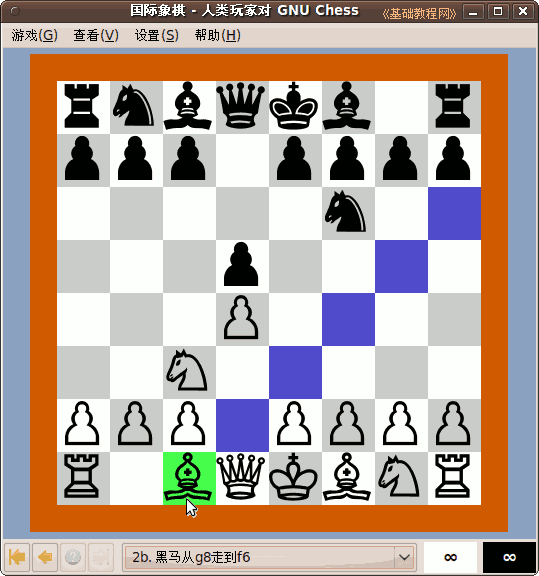 国际象棋 - 人类玩家对 GNU Chess
《基础教程网》
游戏(G) 查看(V) 设置(S) 帮助(H)
2b. 黑马从g8走到f6
∞ ∞